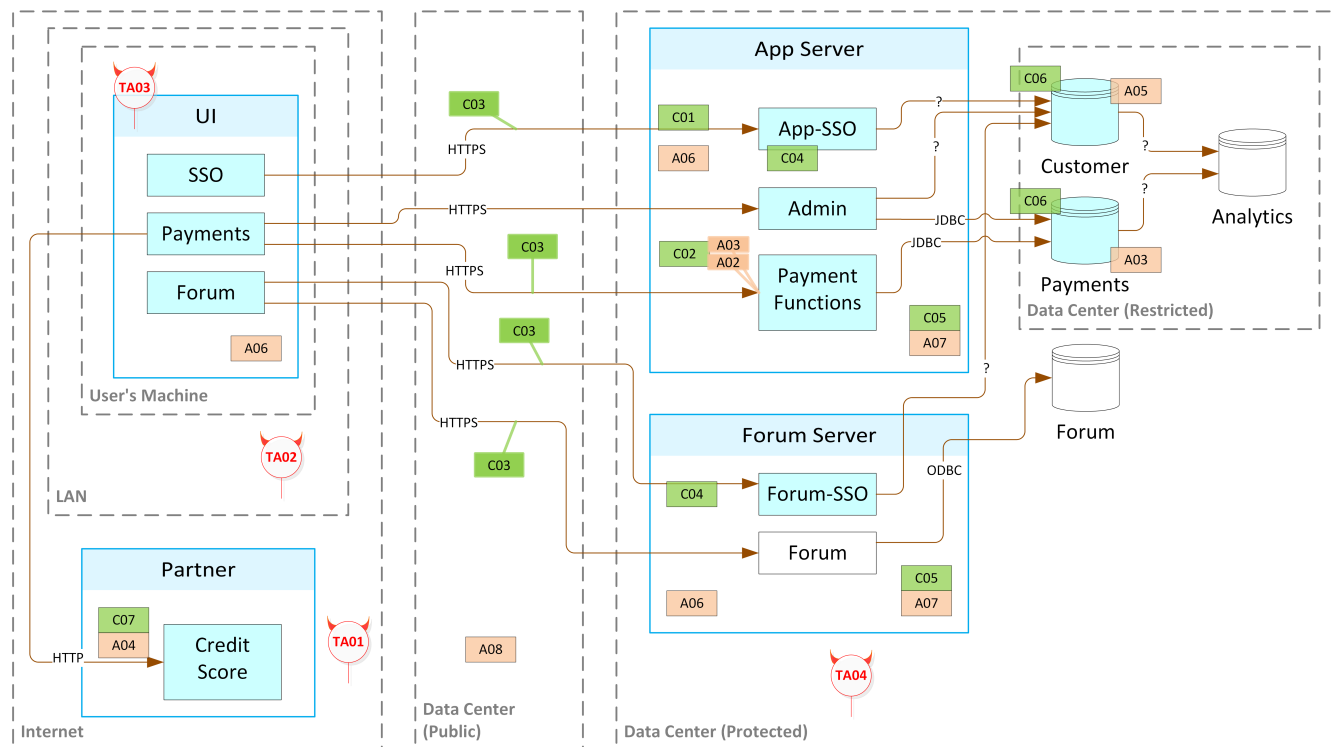 TA03
UI
SSO
Payments
Forum
A06
User's Machine
TA02
LAN
Partner
C07
A04
Credit
Score
HTTP
TA01
Internet
C03
HTTPS
HTTPS
C03
HTTPS
C03
HTTPS
HTTPS
C03
A08
Data Center
(Public)
App Server
C01
App-SSO
A06
C04
Admin
C02
A03
A02
Payment
Functions
C05
A07
?
?
JDBC
JDBC
C06
A05
Customer
?
C06
?
A03
Payments
Analytics
Data Center (Restricted)
?
Forum
Forum Server
ODBC
C04
Forum-SSO
Forum
A06
C05
A07
TA04
Data Center (Protected)